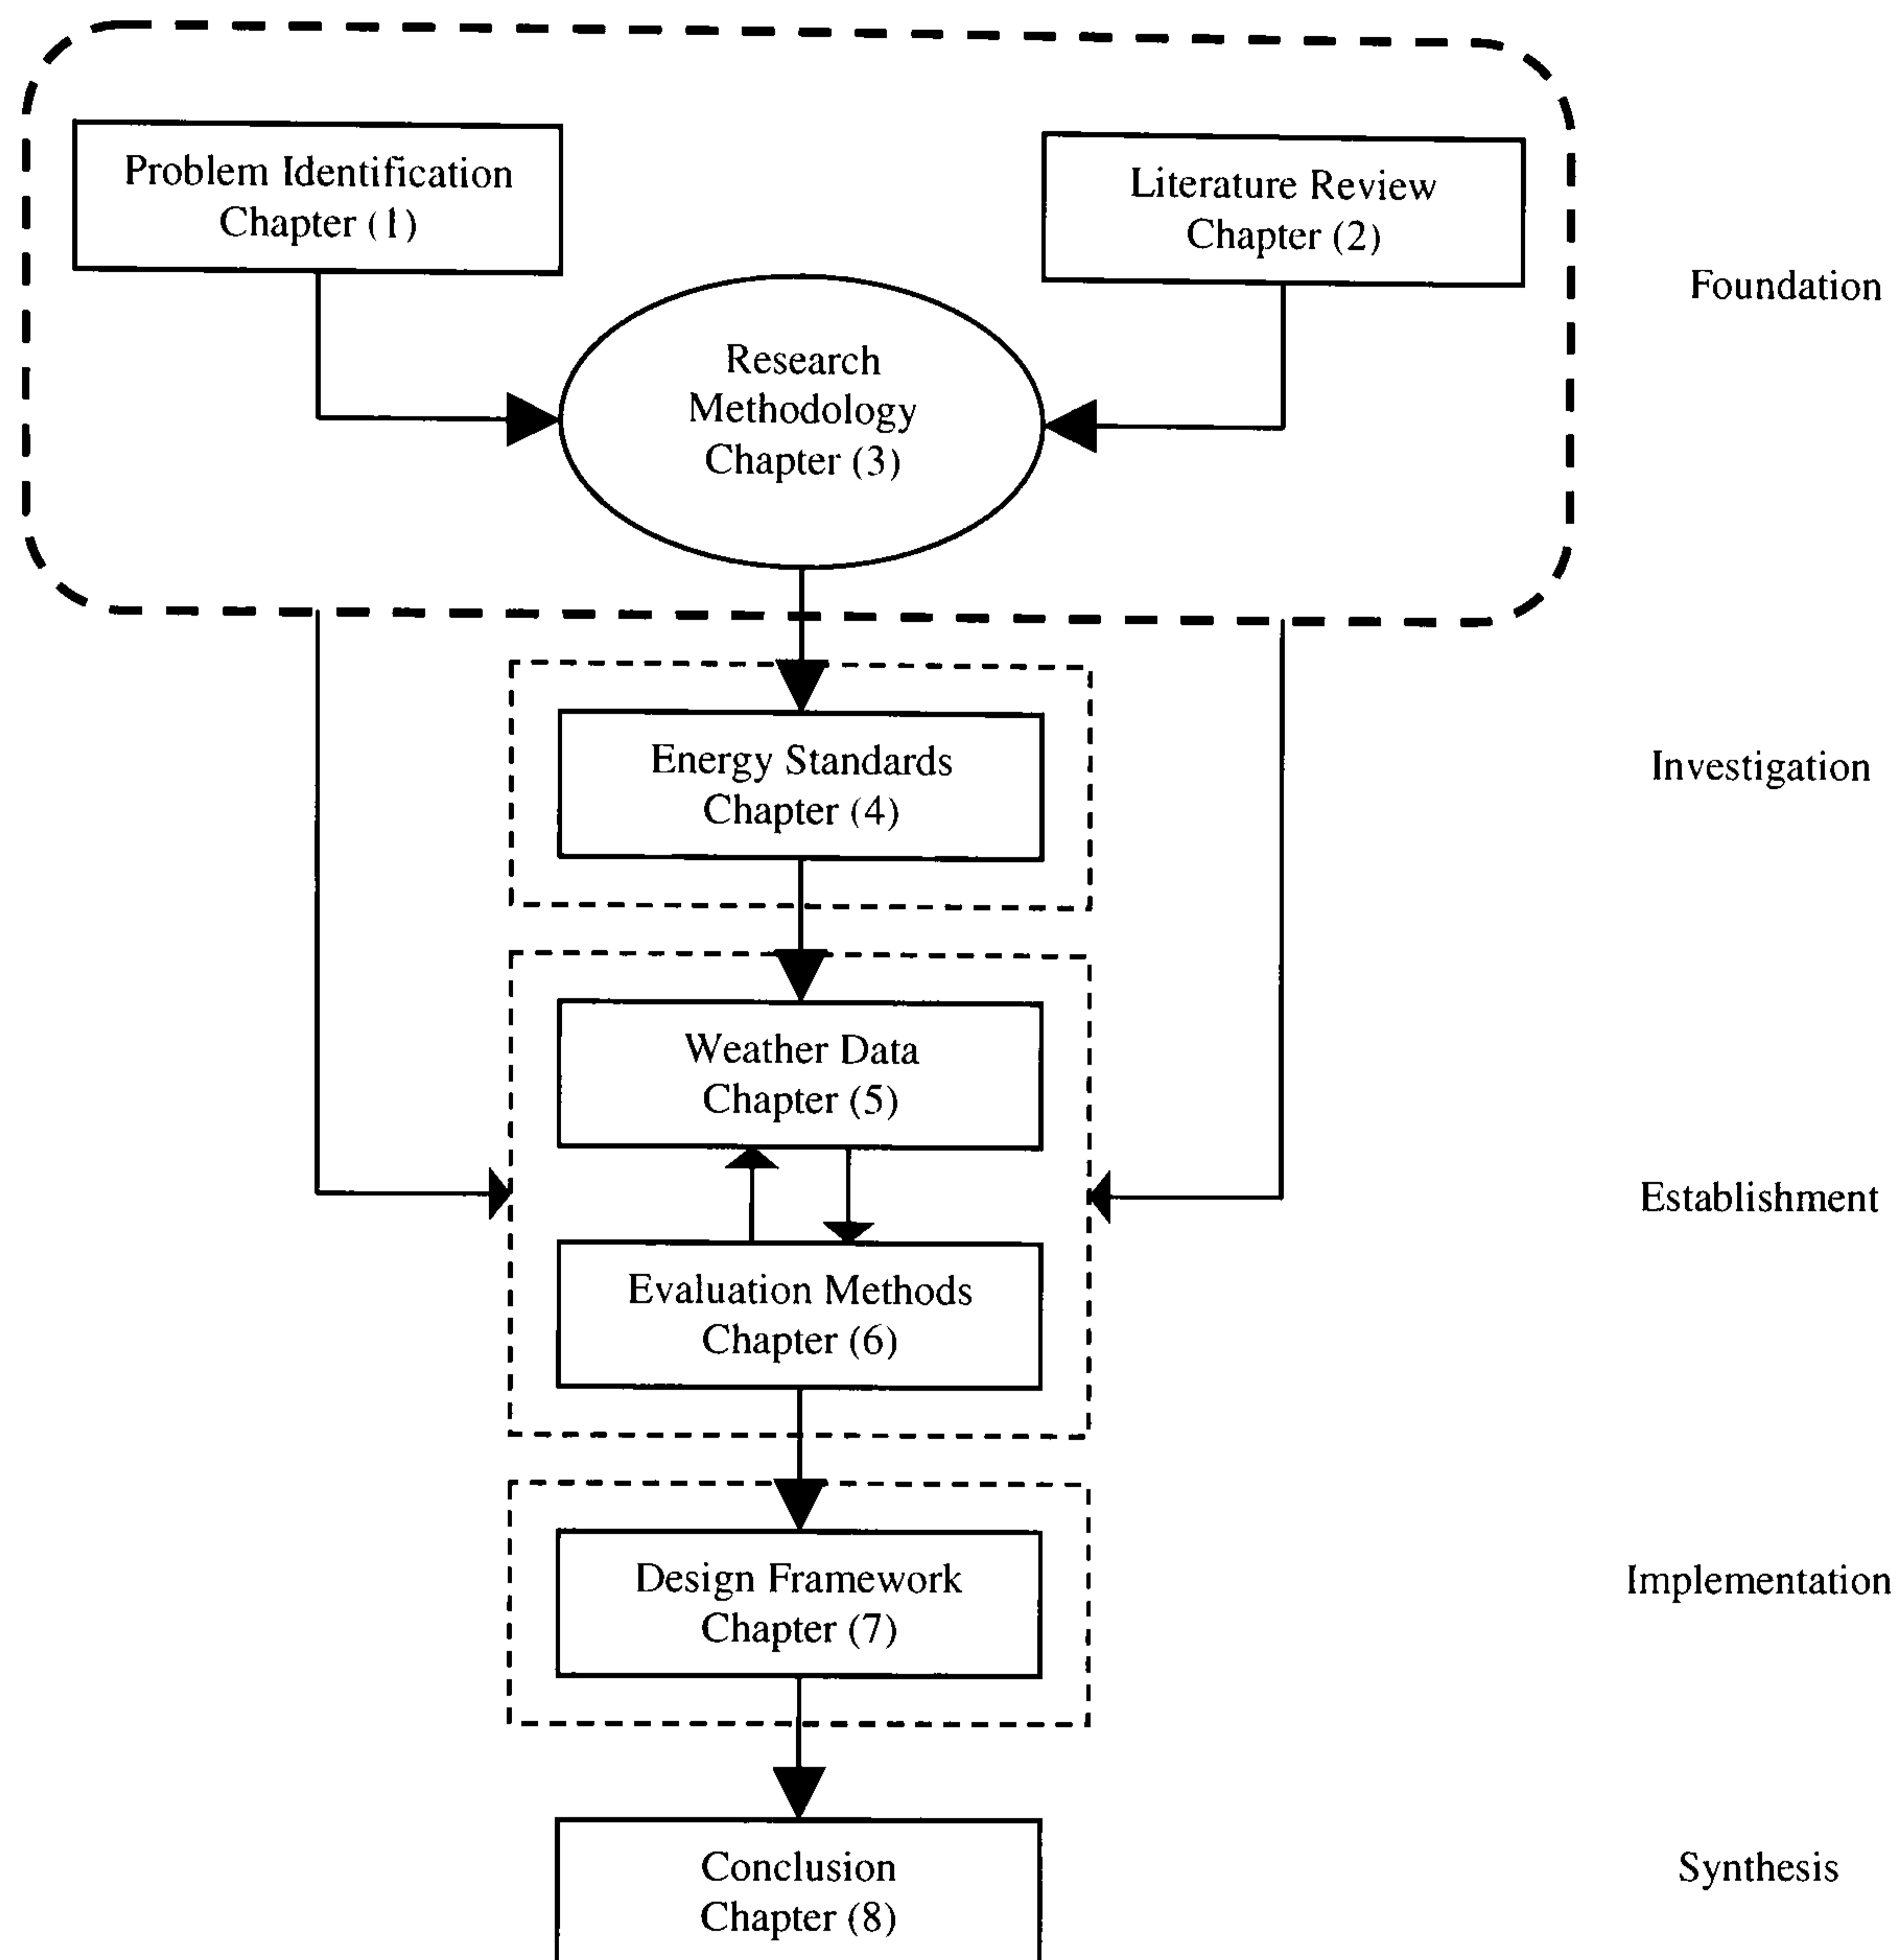 Problem Identification
Chapter (1)
Literature Review
Chapter (2)
Foundation
Research
Methodology
Chapter (3)
Energy Standards
Chapter (4)
Investigation
Weather Data
Chapter (5)
Establishment
Evaluation Methods
Chapter (6)
Design Framework
Chapter (7)
Implementation
Conclusion
Chapter (8)
Synthesis